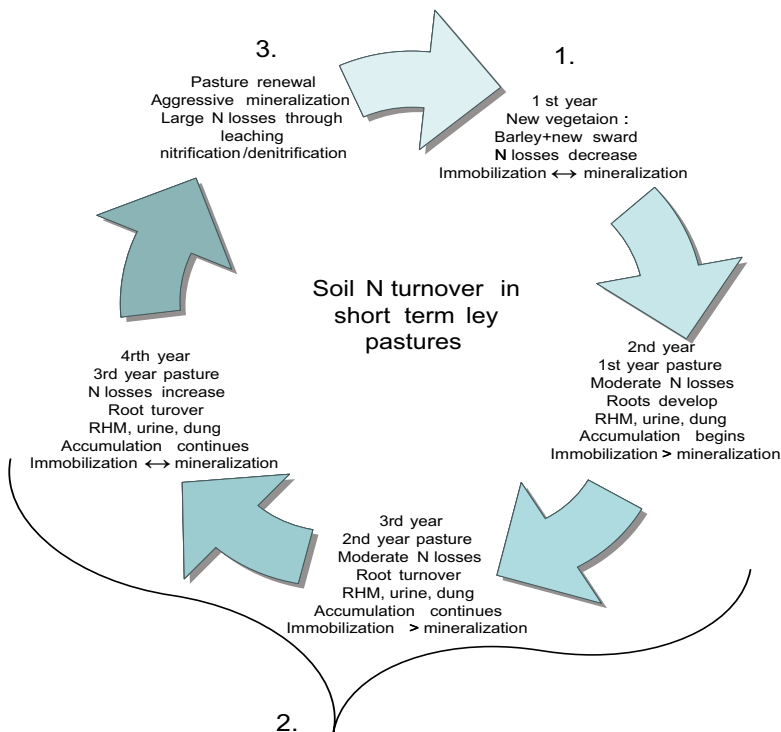 3.
Pasture renewal
Aggressive mineralization
Large N losses through
leaching
nitrification/denitrification
1.
1 st year
New vegetaion :
Barley+new sward
N losses decrease
Immobilization ↔ mineralization
Soil N turnover in
short term ley
pastures
2nd year
1st year pasture
Moderate N losses
Roots develop
RHM, urine, dung
Accumulation begins
Immobilization > mineralization
3rd year
2nd year pasture
Moderate N losses
Root turnover
RHM, urine, dung
Accumulation continues
Immobilization > mineralization
4rth year
3rd year pasture
N losses increase
Root turover
RHM, urine, dung
Accumulation continues
Immobilization ↔ mineralization
2.